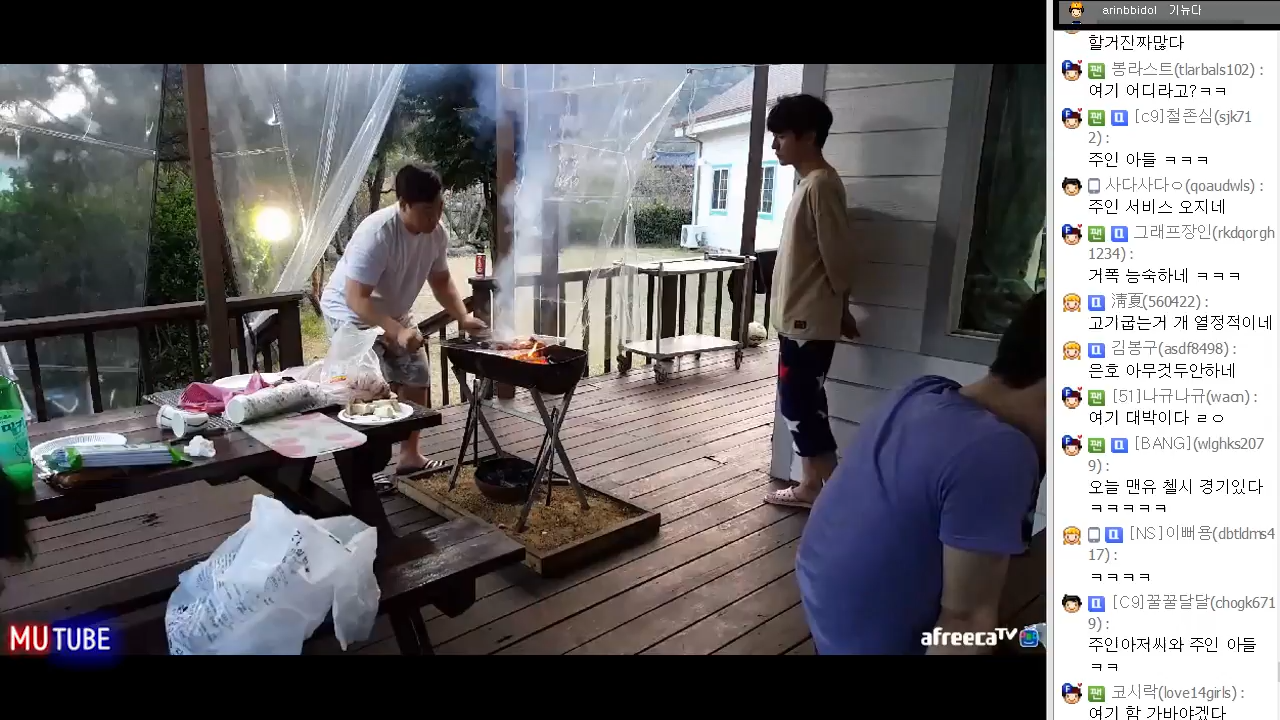 arinbbidol 기뉴다
할거진짜많다
봉라스트(tlarbals102) :
여기 어디라고?ㅋㅋ
[c9]철존심(sjk71
2) :
주인 아들 ㅋㅋㅋ
사다사다ㅇ(qoaudwls) :
주인 서비스 오지네
그래프장인(rkdqorgh
1234) :
거폭 능숙하네 ㅋㅋㅋ
清夏(560422) :
고기굽는거 개 열정적이네
김봉구(asdf8498) :
은호 아무것두안하네
[51]나규나규(wacn) :
여기 대박이다 ㄹㅇ
[BANG](wlghks207
9) :
오늘 맨유 첼시 경기잇다
ㅋㅋㅋㅋㅋ
[NS]이뻐용(dbtldms4
17) :
ㅋㅋㅋㅋ
[C9]꿀꿀달달(chogk671
9) :
주인아저씨와 주인 아들
ㅋㅋ
코시락(love14girls) :
여기 함 가바야겟다
MUTUBE
afreecaTV